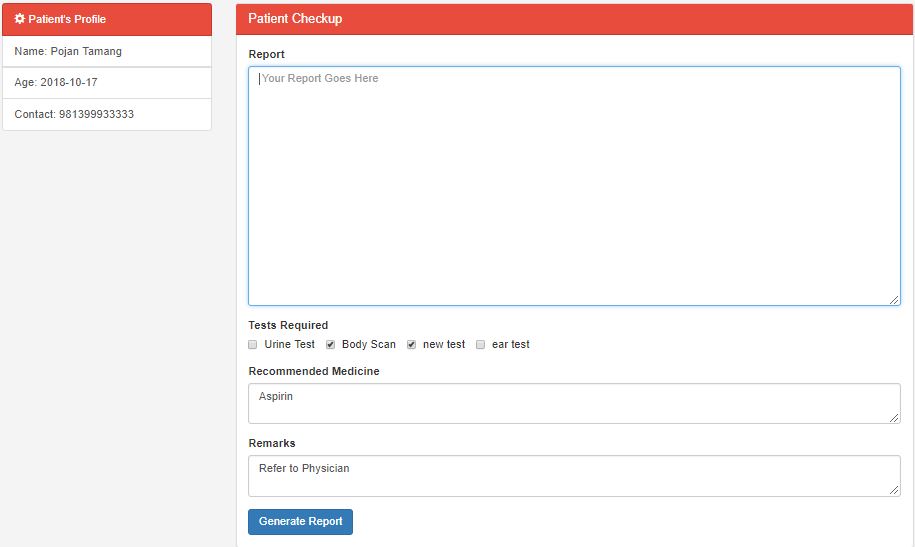 Patient's Profile
Name: Pojan Tamang
Age: 2018-10-17
Contact: 981399933333
Patient Checkup
Report
Your Report Goes Here
Tests Required
Urine Test Body Scan new test ear test
Recommended Medicine
Aspirin
Remarks
Refer to Physician
Generate Report